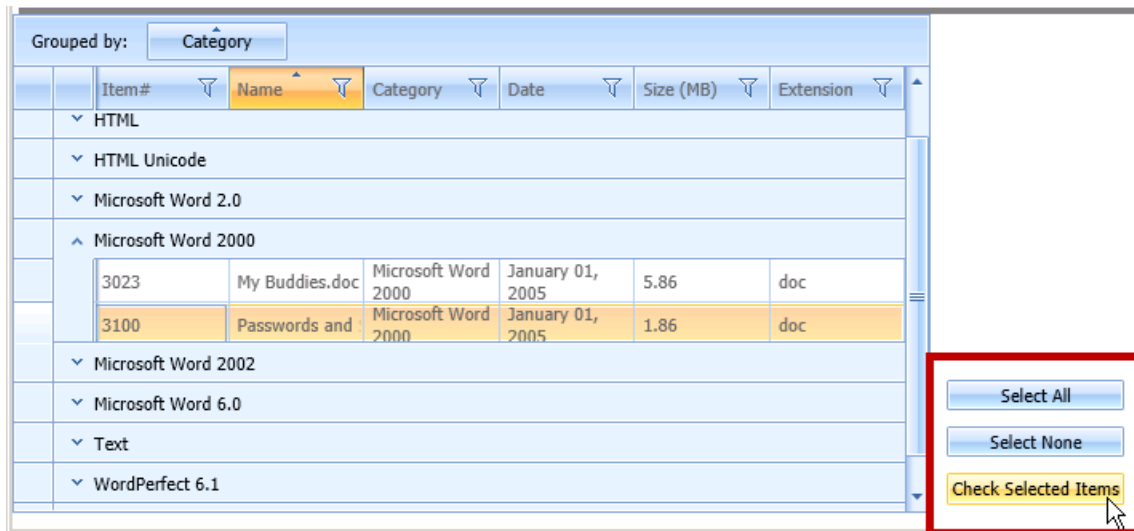 Grouped by: Category
Item# Name Category Date Size (MB) Extension
HTML
HTML Unicode
Microsoft Word 2.0
Microsoft Word 2000
3023 My Buddies.doc Microsoft Word 2000 January 01, 2005 5.86 doc
3100 Passwords and Microsoft Word 2000 January 01, 2005 1.86 doc
Microsoft Word 2002
Microsoft Word 6.0
Text
WordPerfect 6.1
Select All
Select None
Check Selected Items